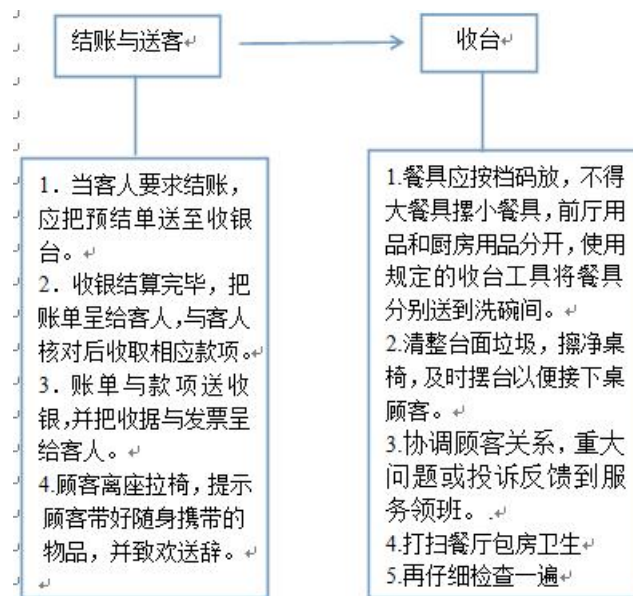 结账与送客
收台
1．当客人要求结账，
应把预结单送至收银
台。
2．收银结算完毕，把
账单呈给客人,与客人
核对后收取相应款项。
3．账单与款项送收
银,并把收据与发票呈
给客人。
4.顾客离座拉椅，提示
顾客带好随身携带的
物品，并致欢送辞。
1.餐具应按档码放，不得
大餐具摞小餐具，前厅用
品和厨房用品分开，使用
规定的收台工具将餐具
分别送到洗碗间。
2.清整台面垃圾，擦净桌
椅，及时摆台以便接下桌
顾客。
3.协调顾客关系，重大
问题或投诉反馈到服
务领班。.
4.打扫餐厅包房卫生
5.再仔细检查一遍